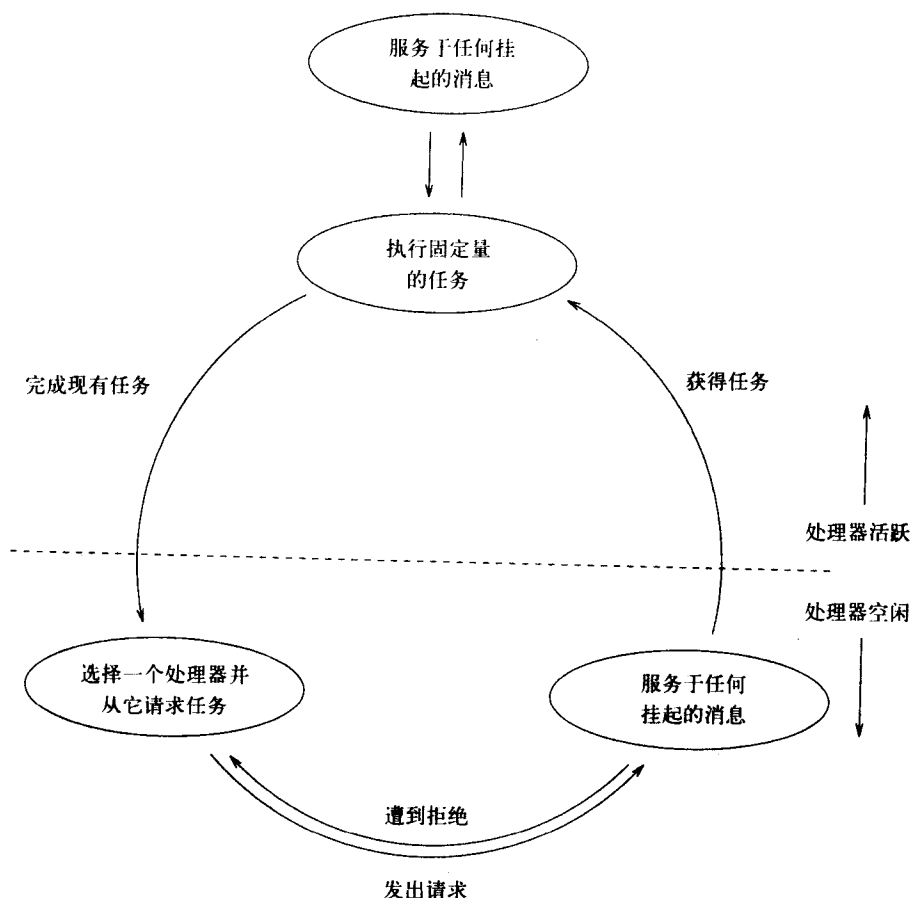 服务于任何挂
起的消息
执行固定量
的任务
完成现有任务
获得任务
处理器活跃
处理器空闲
选择一个处理器并
从它请求任务
服务于任何
挂起的消息
遭到拒绝
发出请求